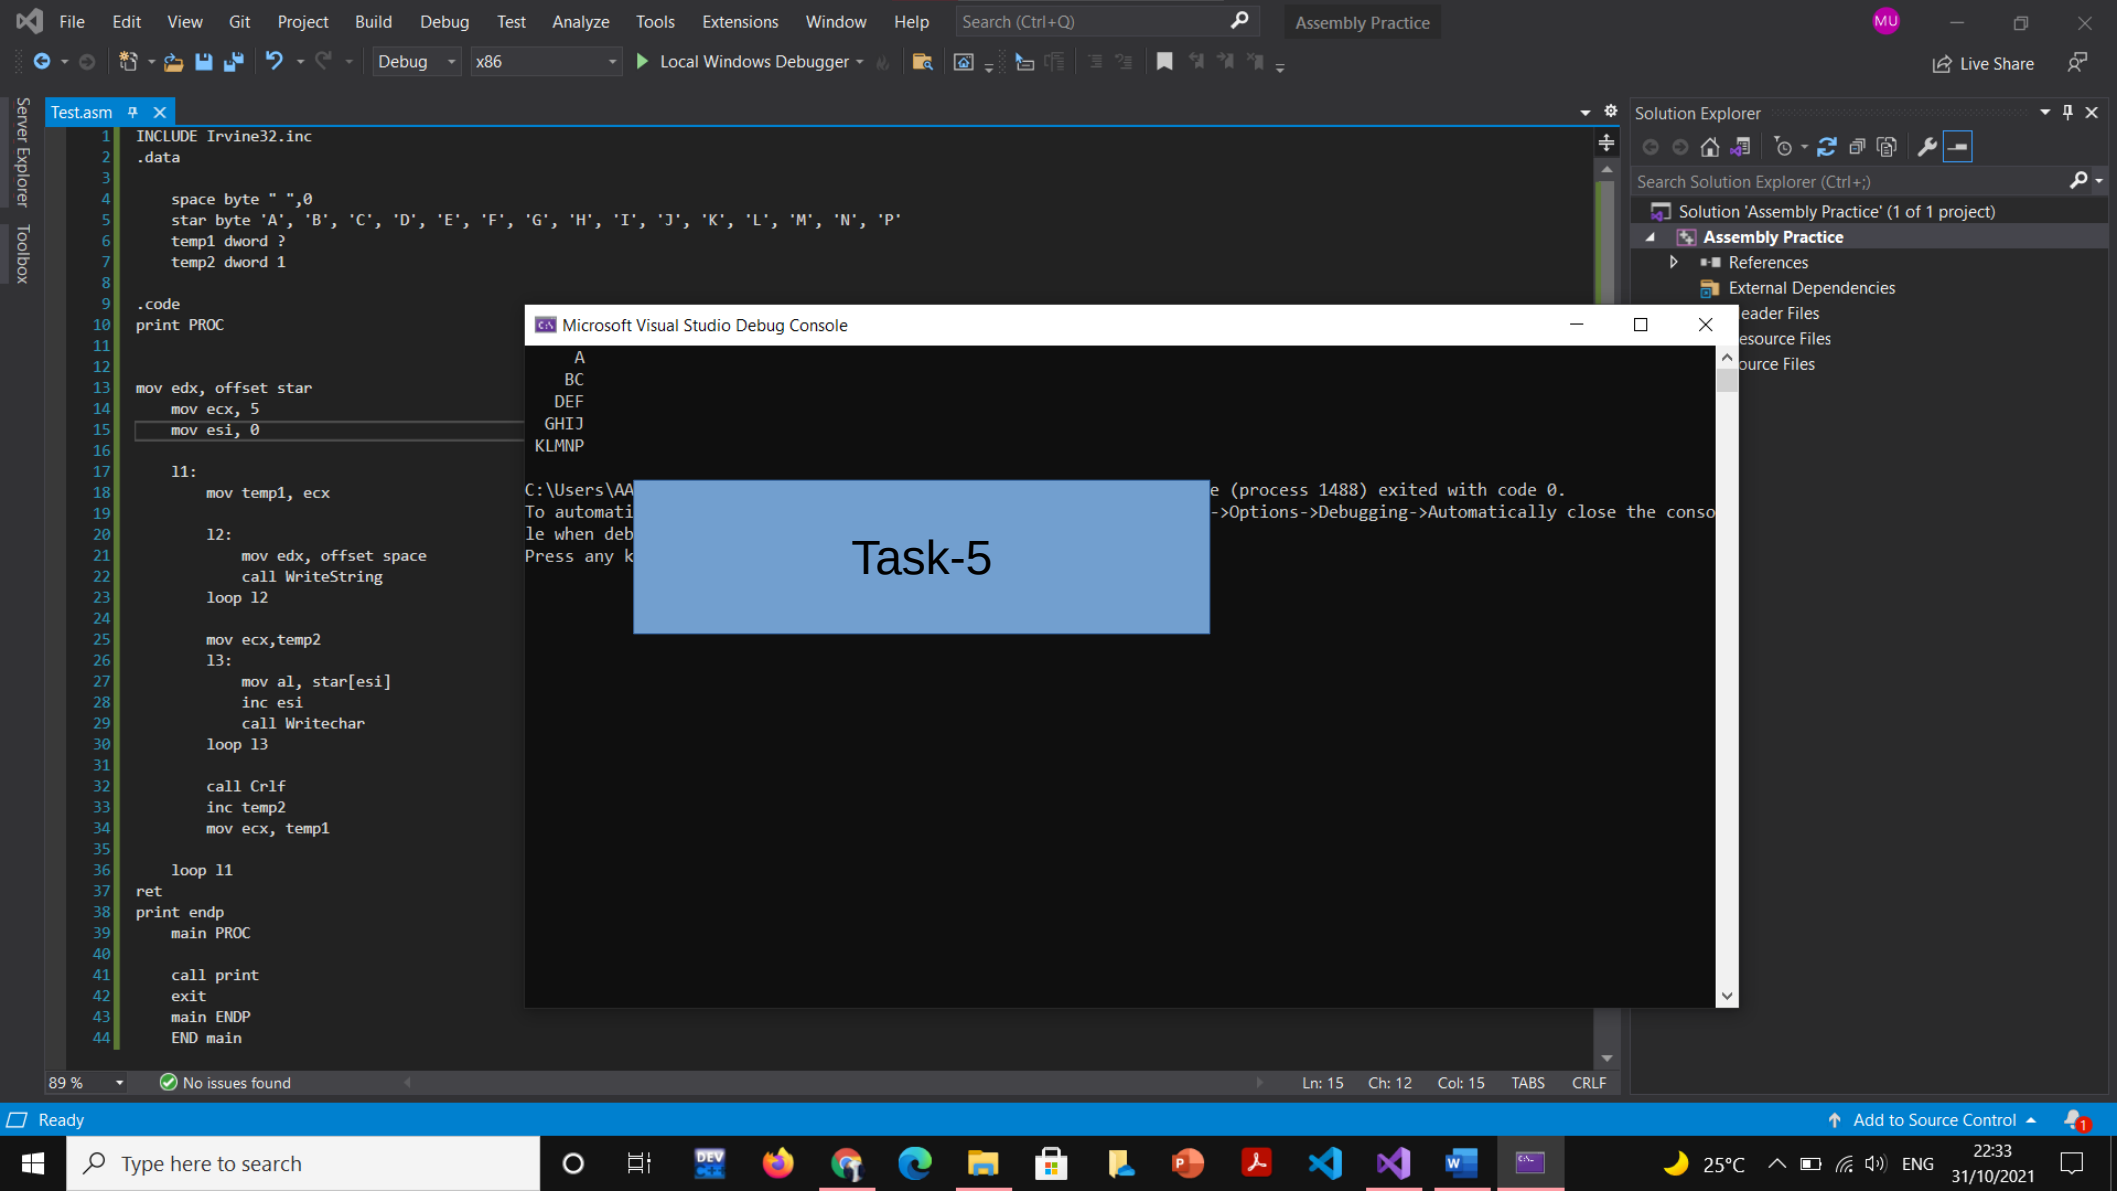 File Edit View Git Project Build Debug Test Analyze Tools Extensions Window Help Search (Ctrl+Q) Assembly Practice MU
Debug x86 Local Windows Debugger Live Share
Server Explorer
Toolbox
Test.asm
1 INCLUDE Irvine32.inc
2 .data
3
4 space byte " ",0
5 star byte 'A', 'B', 'C', 'D', 'E', 'F', 'G', 'H', 'I', 'J', 'K', 'L', 'M', 'N', 'P'
6 temp1 dword ?
7 temp2 dword 1
8
9 .code
10 print PROC
11
12
13 mov edx, offset star
14 mov ecx, 5
15 mov esi, 0
16
17 l1:
18 mov temp1, ecx
19
20 l2:
21 mov edx, offset space
22 call WriteString
23 loop l2
24
25 mov ecx,temp2
26 l3:
27 mov al, star[esi]
28 inc esi
29 call Writechar
30 loop l3
31
32 call Crlf
33 inc temp2
34 mov ecx, temp1
35
36 loop l1
37 ret
38 print endp
39 main PROC
40
41 call print
42 exit
43 main ENDP
44 END main
Microsoft Visual Studio Debug Console
A
BC
DEF
GHIJ
KLMNP
C:\Users\AA e (process 1488) exited with code 0.
To automati ->Options->Debugging->Automatically close the conso
le when deb
Press any k
Task-5
Solution Explorer
Search Solution Explorer (Ctrl+;)
Solution 'Assembly Practice' (1 of 1 project)
Assembly Practice
References
External Dependencies
eader Files
esource Files
ource Files
89 % No issues found Ln: 15 Ch: 12 Col: 15 TABS CRLF
Ready Add to Source Control 1
Type here to search DEV C++ 25°C ENG 22:33
31/10/2021